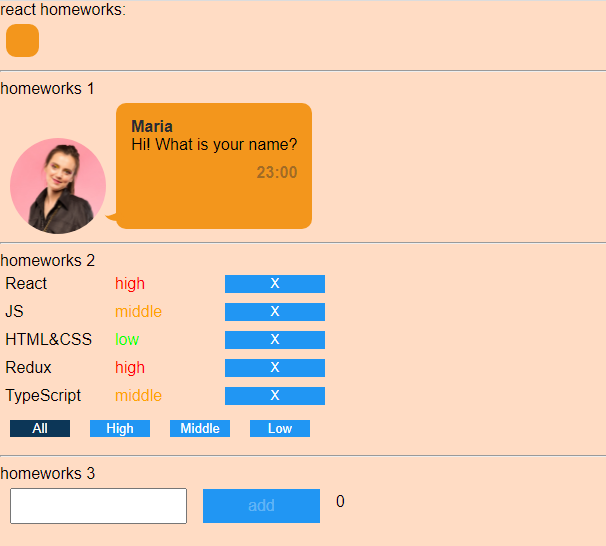 react homeworks:
homeworks 1
Maria
Hi! What is your name?
23:00
homeworks 2
React high X
JS middle X
HTML&CSS low X
Redux high X
TypeScript middle X
All High Middle Low
homeworks 3
add 0